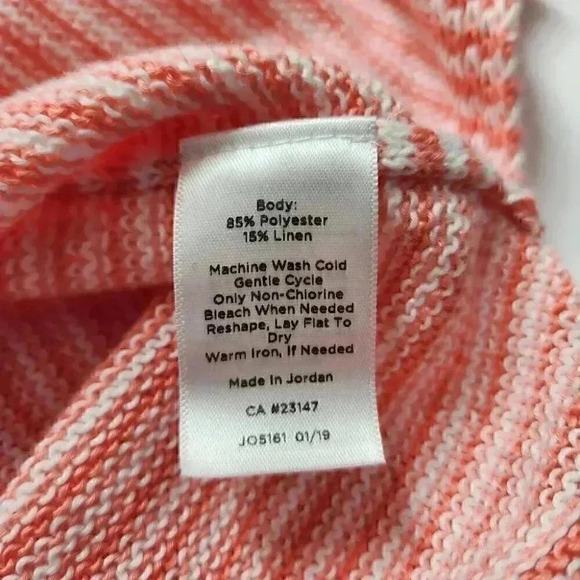 Body:
85% Polyester
15% Linen
Machine Wash Cold
Gentle Cycle
Only Non-Chlorine
Bleach When Needed
Reshape, Lay Flat To
Dry
Warm Iron, If Needed
Made In Jordan
CA #23147
JO5161 01/19